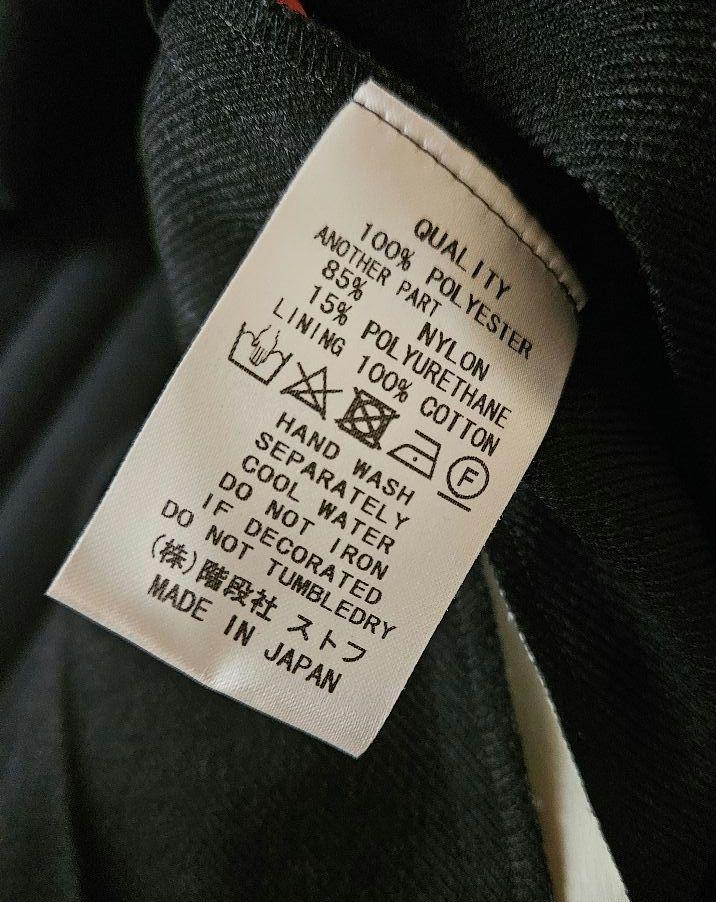 QUALITY
100% POLYESTER
ANOTHER PART
85% NYLON
15% POLYURETHANE
LINING 100% COTTON
F
HAND WASH
SEPARATELY
COOL WATER
DO NOT IRON
IF DECORATED
DO NOT TUMBLEDRY
(株)階段社 ストフ
MADE IN JAPAN